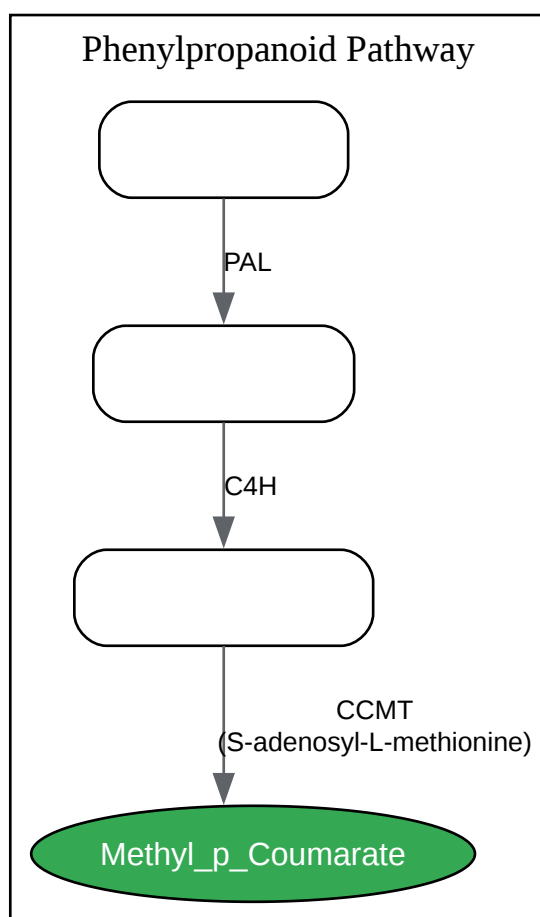 Phenylpropanoid Pathway
PAL
C4H
CCMT
(S-adenosyl-L-methionine)
Methyl_p_Coumarate